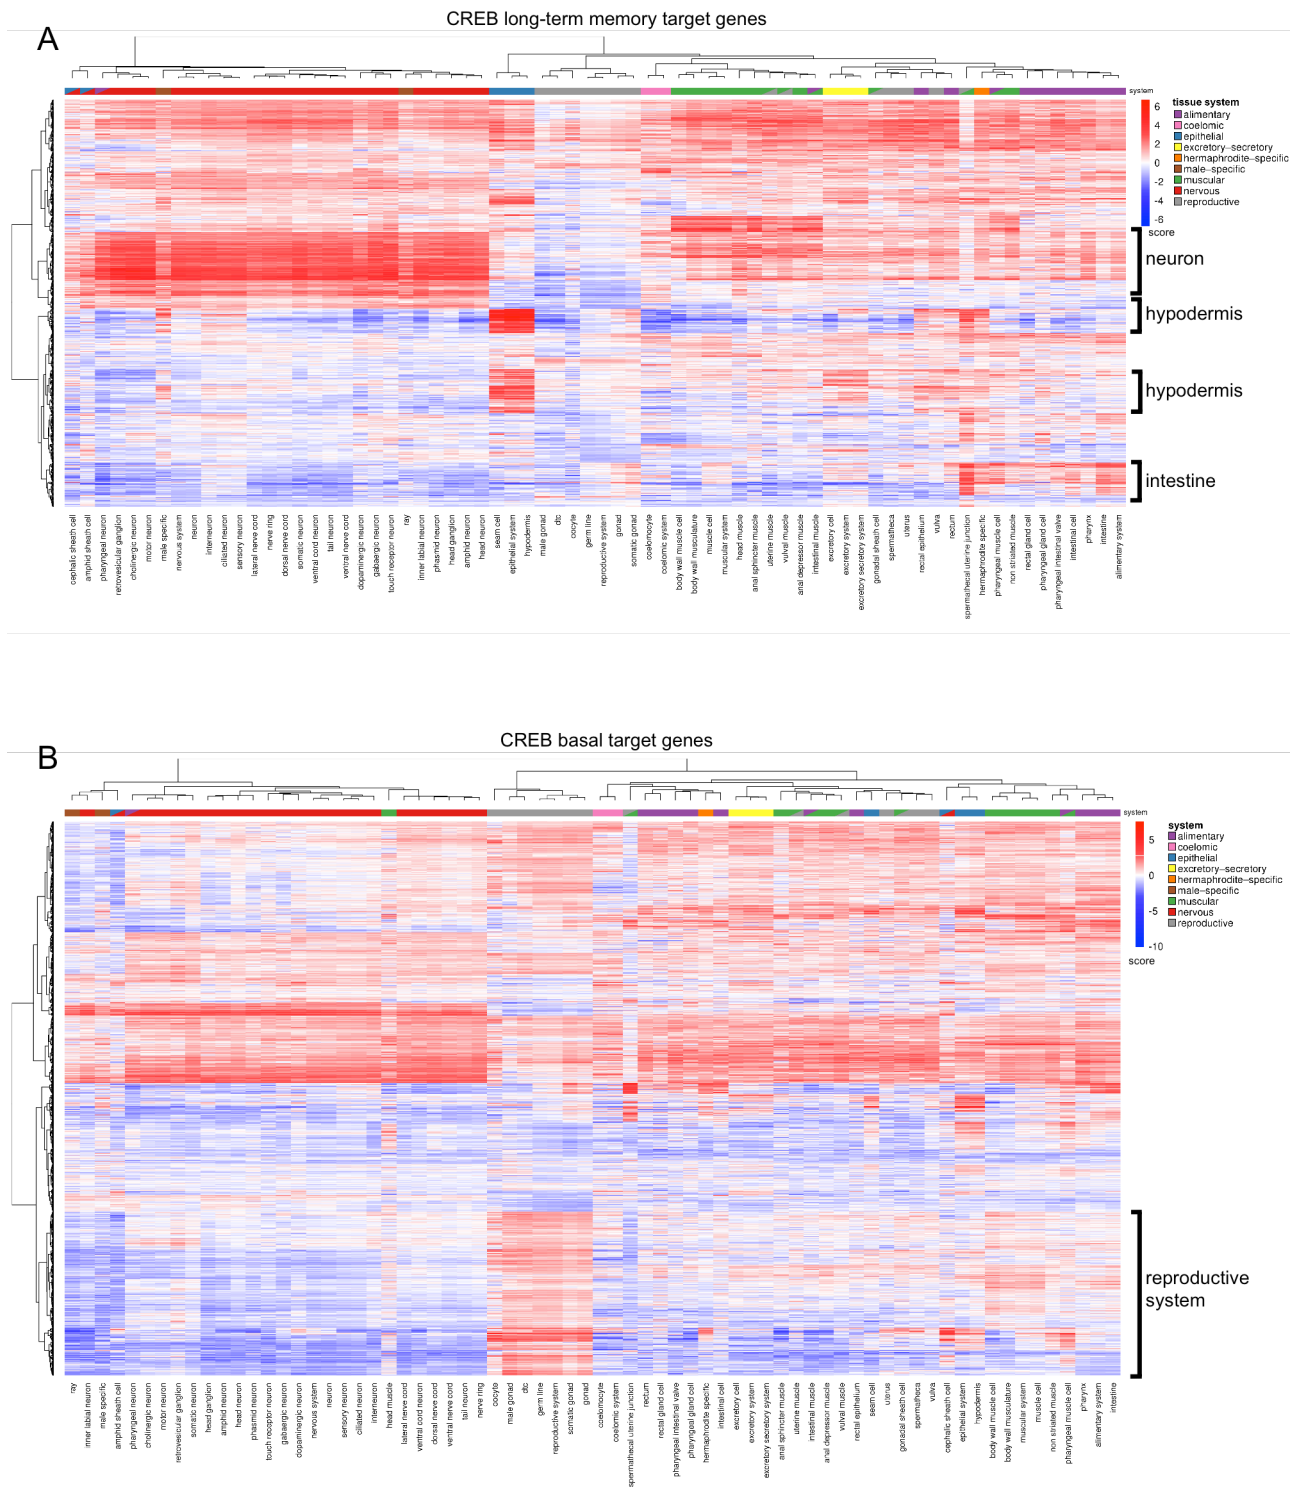 CREB long-term memory target genes
A
system
6
4
2
0
-2
-4
-6
score
tissue system
alimentary
coelomic
epithelial
excretory-secretory
hermaphrodite-specific
male-specific
muscular
nervous
reproductive
neuron
hypodermis
hypodermis
intestine
cephalic sheath cell
amphid sheath cell
pharyngeal neuron
retrovesicular ganglion
cholinergic neuron
motor neuron
male specific
nervous system
neuron
interneuron
ciliated neuron
sensory neuron
lateral nerve cord
nerve ring
dorsal nerve cord
somatic neuron
ventral cord neuron
tail neuron
ventral nerve cord
dopaminergic neuron
gabaergic neuron
touch receptor neuron
ray
inner labial neuron
phasmid neuron
head ganglion
amphid neuron
head neuron
seam cell
epithelial system
hypodermis
male gonad
dtc
oocyte
germ line
reproductive system
gonad
somatic gonad
coelomocyte
coelomic system
body wall muscle cell
body wall musculature
muscle cell
muscular system
head muscle
anal sphincter muscle
uterine muscle
vulval muscle
anal depressor muscle
intestinal muscle
excretory cell
excretory system
excretory secretory system
gonadal sheath cell
spermatheca
uterus
rectal epithelium
vulva
rectum
spermathecal uterine junction
hermaphrodite specific
pharyngeal muscle cell
non striated muscle
rectal gland cell
pharyngeal gland cell
pharyngeal intestinal valve
intestinal cell
pharynx
intestine
alimentary system
CREB basal target genes
B
system
5
0
-5
-10
score
system
alimentary
coelomic
epithelial
excretory-secretory
hermaphrodite-specific
male-specific
muscular
nervous
reproductive
reproductive
system
ray
inner labial neuron
male specific
amphid sheath cell
pharyngeal neuron
cholinergic neuron
motor neuron
retrovesicular ganglion
somatic neuron
head ganglion
amphid neuron
head neuron
phasmid neuron
touch receptor neuron
gabaergic neuron
dopaminergic neuron
nervous system
neuron
sensory neuron
ciliated neuron
interneuron
head muscle
lateral nerve cord
ventral cord neuron
dorsal nerve cord
ventral nerve cord
tail neuron
nerve ring
oocyte
male gonad
dtc
germ line
reproductive system
somatic gonad
gonad
coelomocyte
coelomic system
spermathecal uterine junction
rectum
rectal gland cell
pharyngeal intestinal valve
pharyngeal gland cell
hermaphrodite specific
intestinal cell
excretory cell
excretory system
excretory secretory system
anal sphincter muscle
uterine muscle
intestinal muscle
anal depressor muscle
vulval muscle
rectal epithelium
seam cell
uterus
gonadal sheath cell
spermatheca
vulva
cephalic sheath cell
epithelial system
hypodermis
body wall muscle cell
body wall musculature
muscular system
muscle cell
non striated muscle
pharyngeal muscle cell
pharynx
alimentary system
intestine